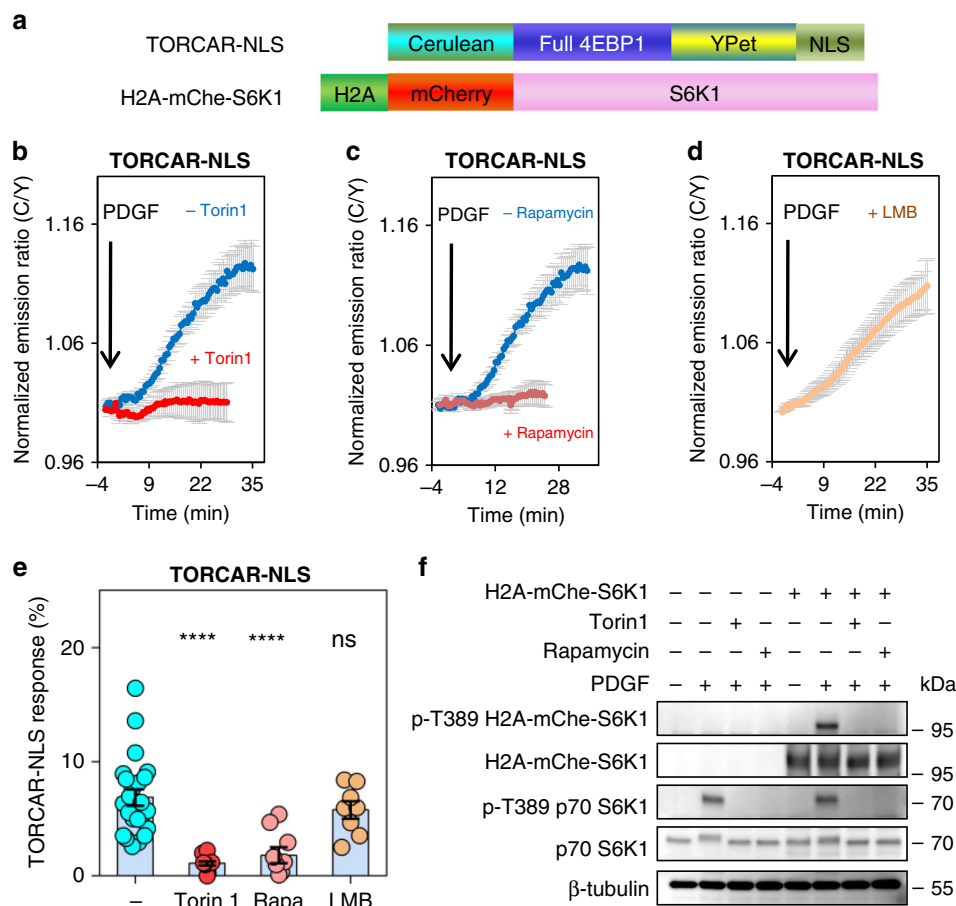 a
TORCAR-NLS
Cerulean Full 4EBP1 YPet NLS
H2A-mChe-S6K1
H2A mCherry S6K1
b
TORCAR-NLS
Normalized emission ratio (C/Y)
1.16
1.06
0.96
PDGF
– Torin1
+ Torin1
–4 9 22 35
Time (min)
c
TORCAR-NLS
Normalized emission ratio (C/Y)
1.16
1.06
0.96
PDGF
– Rapamycin
+ Rapamycin
–4 12 28
Time (min)
d
TORCAR-NLS
Normalized emission ratio (C/Y)
1.16
1.06
0.96
PDGF
+ LMB
–4 9 22 35
Time (min)
e
TORCAR-NLS
TORCAR-NLS response (%)
20
10
0
**** **** ns
– Torin 1 Rapa LMB
f
H2A-mChe-S6K1 – – – – + + + +
Torin1 – – + – – – + –
Rapamycin – – – + – – – +
PDGF – + + + – + + + kDa
p-T389 H2A-mChe-S6K1 – 95
H2A-mChe-S6K1 – 95
p-T389 p70 S6K1 – 70
p70 S6K1 – 70
β-tubulin – 55